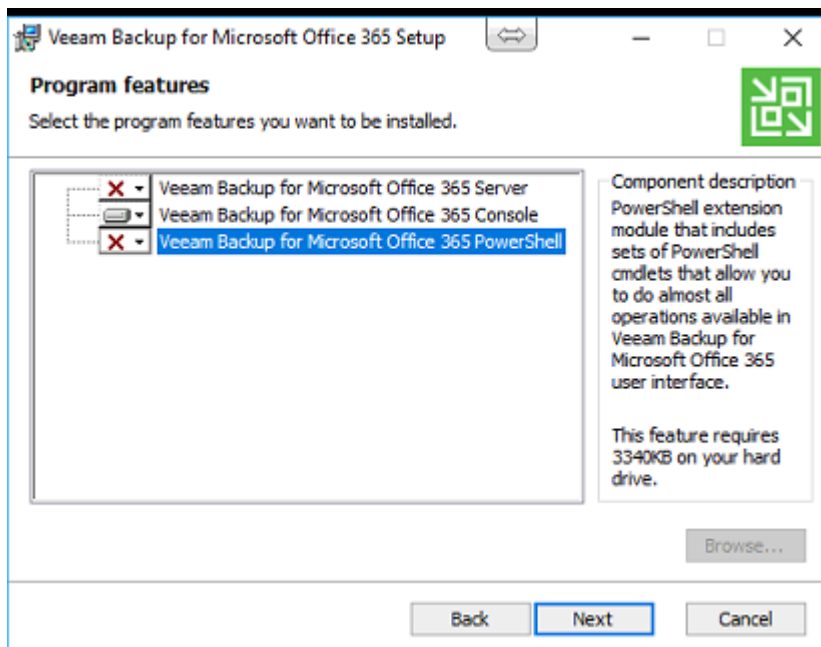 Veeam Backup for Microsoft Office 365 Setup
Program features
Select the program features you want to be installed.
Veeam Backup for Microsoft Office 365 Server
Veeam Backup for Microsoft Office 365 Console
Veeam Backup for Microsoft Office 365 PowerShell
Component description
PowerShell extension
module that includes
sets of PowerShell
cmdlets that allow you
to do almost all
operations available in
Veeam Backup for
Microsoft Office 365
user interface.
This feature requires
3340KB on your hard
drive.
Browse...
Back
Next
Cancel